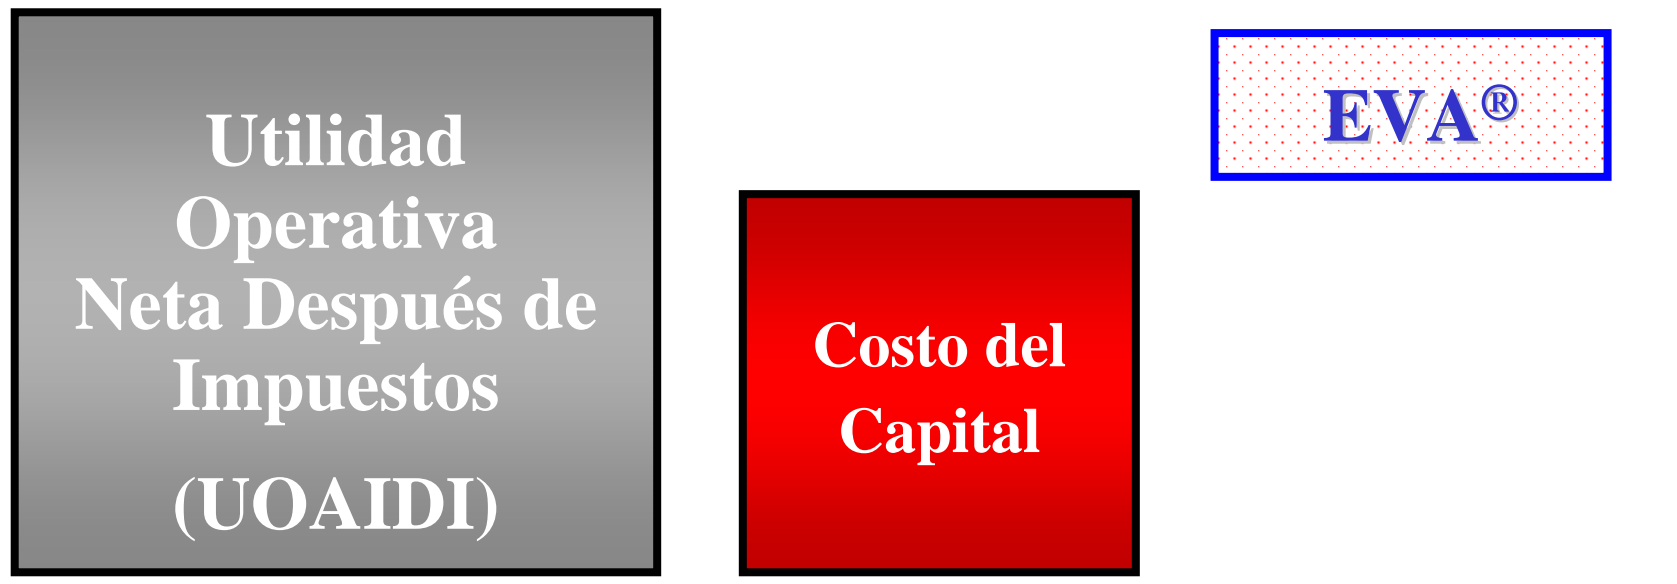 Utilidad
Operativa
Neta Después de
Impuestos
(UOAIDI)
Costo del
Capital
EVA®